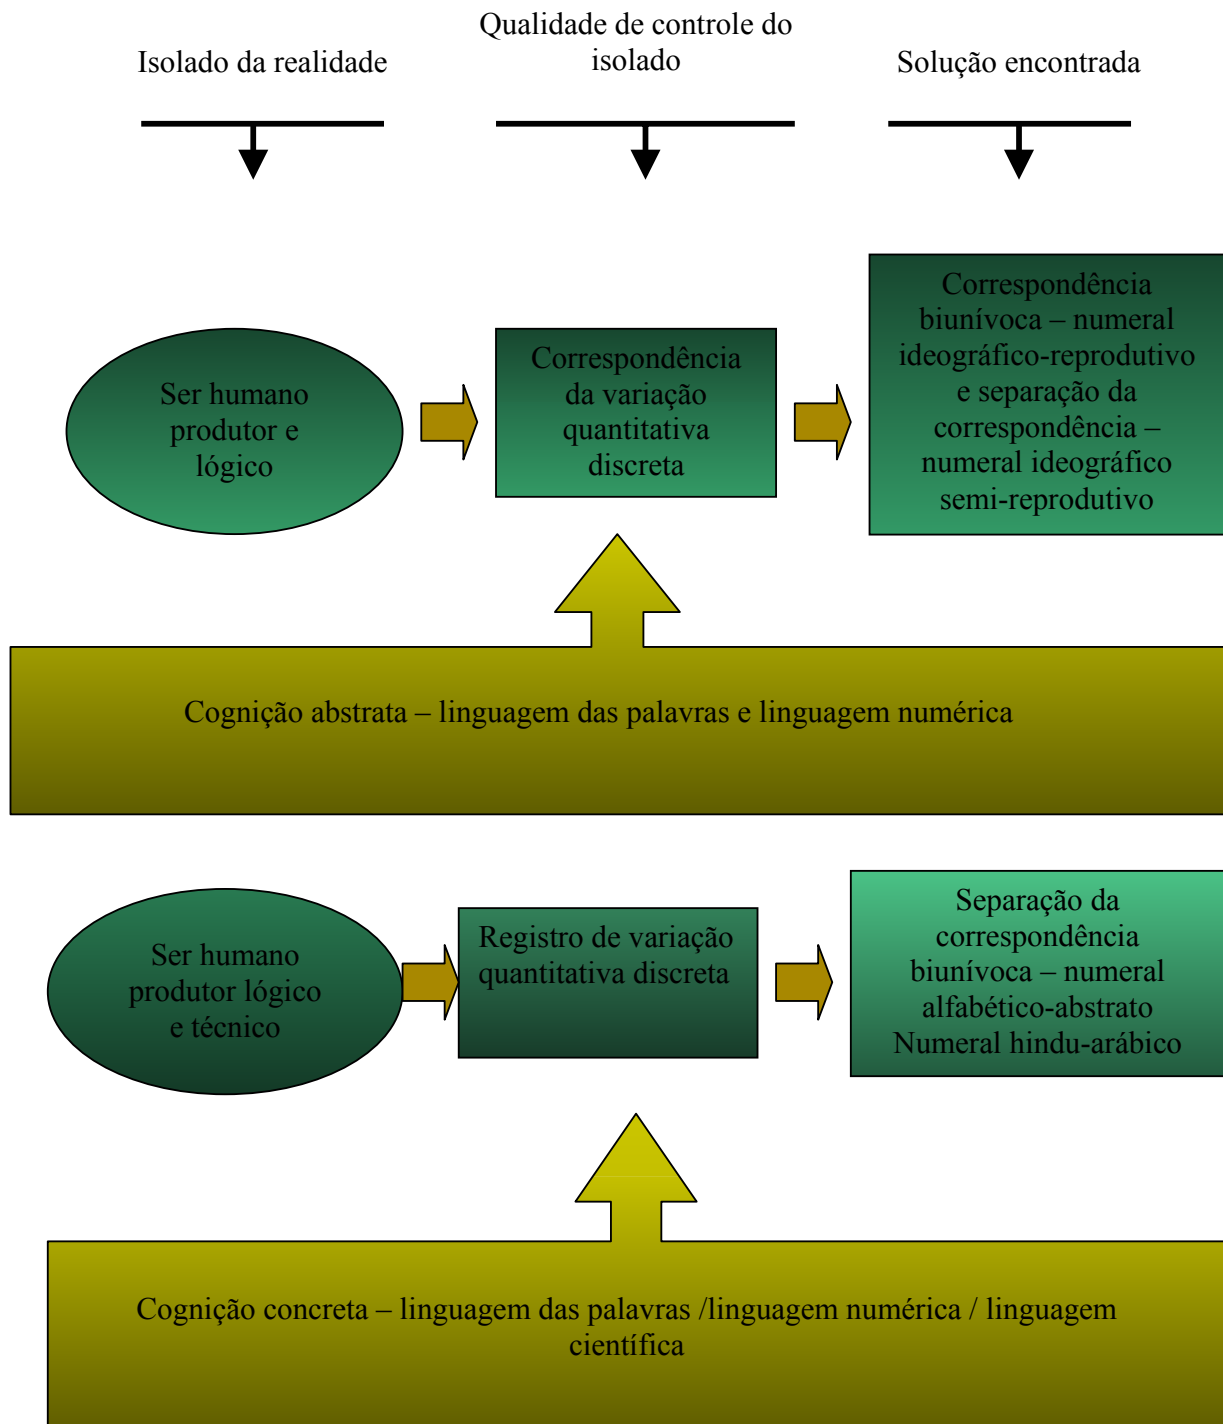 Isolado da realidade
Qualidade de controle do
isolado
Solução encontrada
Ser humano
produtor e
lógico
Correspondência
da variação
quantitativa
discreta
Correspondência
biunívoca – numeral
ideográfico-reprodutivo
e separação da
correspondência –
numeral ideográfico
semi-reprodutivo
Cognição abstrata – linguagem das palavras e linguagem numérica
Ser humano
produtor lógico
e técnico
Registro de variação
quantitativa discreta
Separação da
correspondência
biunívoca – numeral
alfabético-abstrato
Numeral hindu-arábico
Cognição concreta – linguagem das palavras /linguagem numérica / linguagem
científica